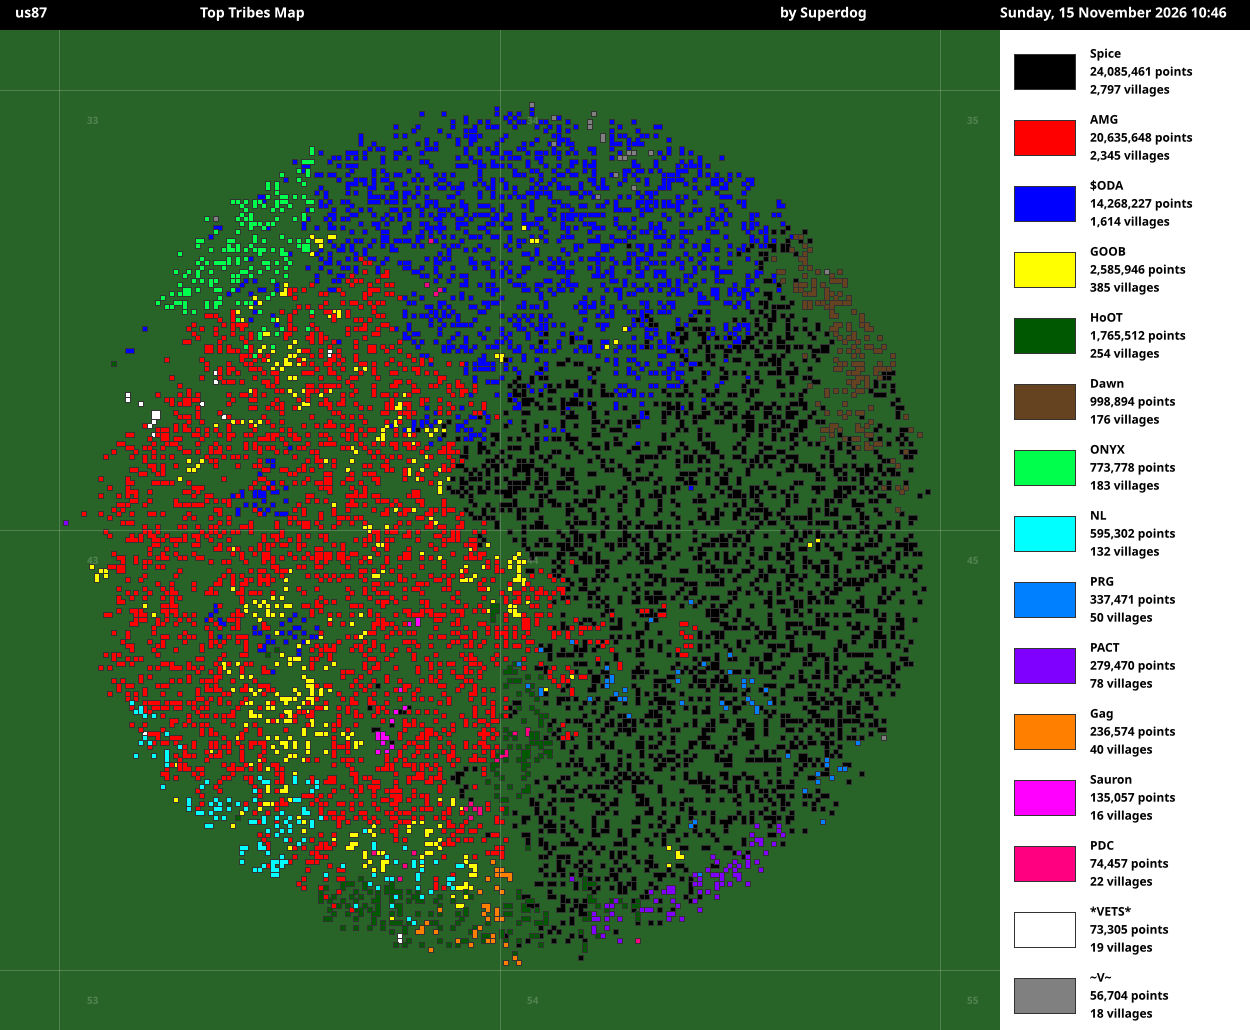 us87 Top Tribes Map by Superdog Sunday, 15 November 2026 10:46
33 34 35
43 44 45
53 54 55
Spice
24,085,461 points
2,797 villages
AMG
20,635,648 points
2,345 villages
$ODA
14,268,227 points
1,614 villages
GOOB
2,585,946 points
385 villages
HoOT
1,765,512 points
254 villages
Dawn
998,894 points
176 villages
ONYX
773,778 points
183 villages
NL
595,302 points
132 villages
PRG
337,471 points
50 villages
PACT
279,470 points
78 villages
Gag
236,574 points
40 villages
Sauron
135,057 points
16 villages
PDC
74,457 points
22 villages
*VETS*
73,305 points
19 villages
~V~
56,704 points
18 villages